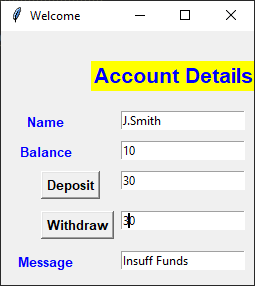 Welcome
Account Details
Name J.Smith
Balance 10
Deposit 30
Withdraw 30
Message Insuff Funds